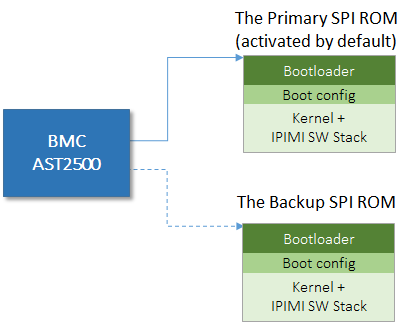 The Primary SPI ROM
(activated by default)
Bootloader
Boot config
Kernel +
IPIMI SW Stack
BMC
AST2500
The Backup SPI ROM
Bootloader
Boot config
Kernel +
IPIMI SW Stack